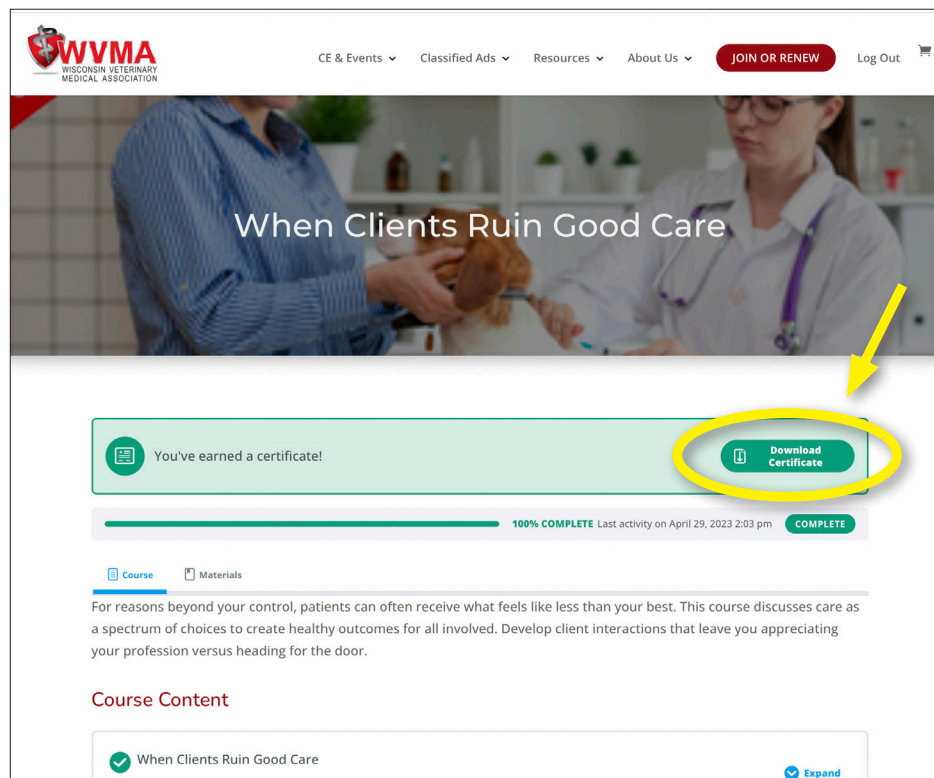 WVMA
WISCONSIN VETERINARY
MEDICAL ASSOCIATION
CE & Events
Classified Ads
Resources
About Us
JOIN OR RENEW
Log Out
When Clients Ruin Good Care
You've earned a certificate!
Download
Certificate
100% COMPLETE Last activity on April 29, 2023 2:03 pm
COMPLETE
Course
Materials
For reasons beyond your control, patients can often receive what feels like less than your best. This course discusses care as
a spectrum of choices to create healthy outcomes for all involved. Develop client interactions that leave you appreciating
your profession versus heading for the door.
Course Content
When Clients Ruin Good Care
Expand